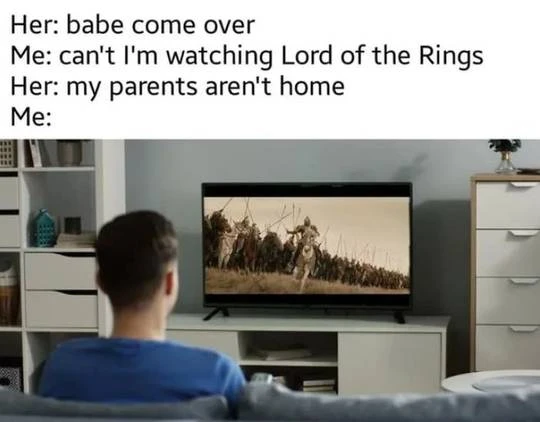 Her: babe come over
Me: can't I'm watching Lord of the Rings
Her: my parents aren't home
Me: